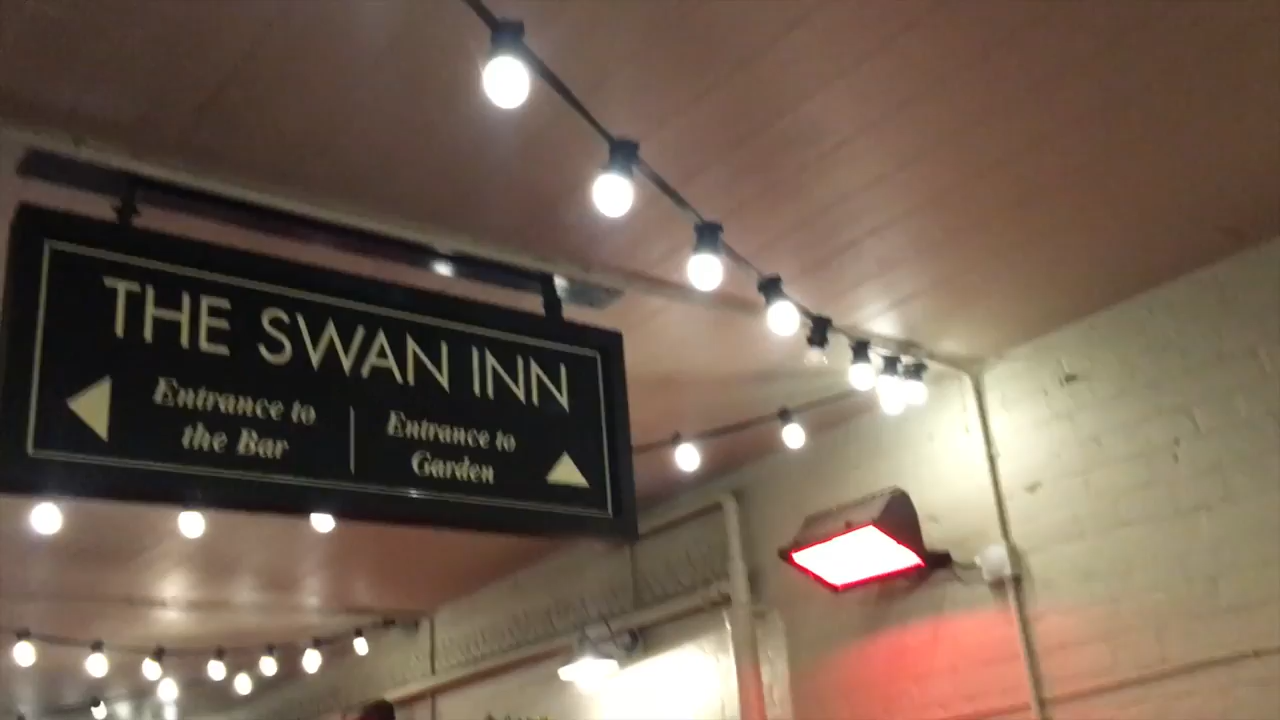 THE SWAN INN
Entrance to
the Bar
Entrance to
Garden